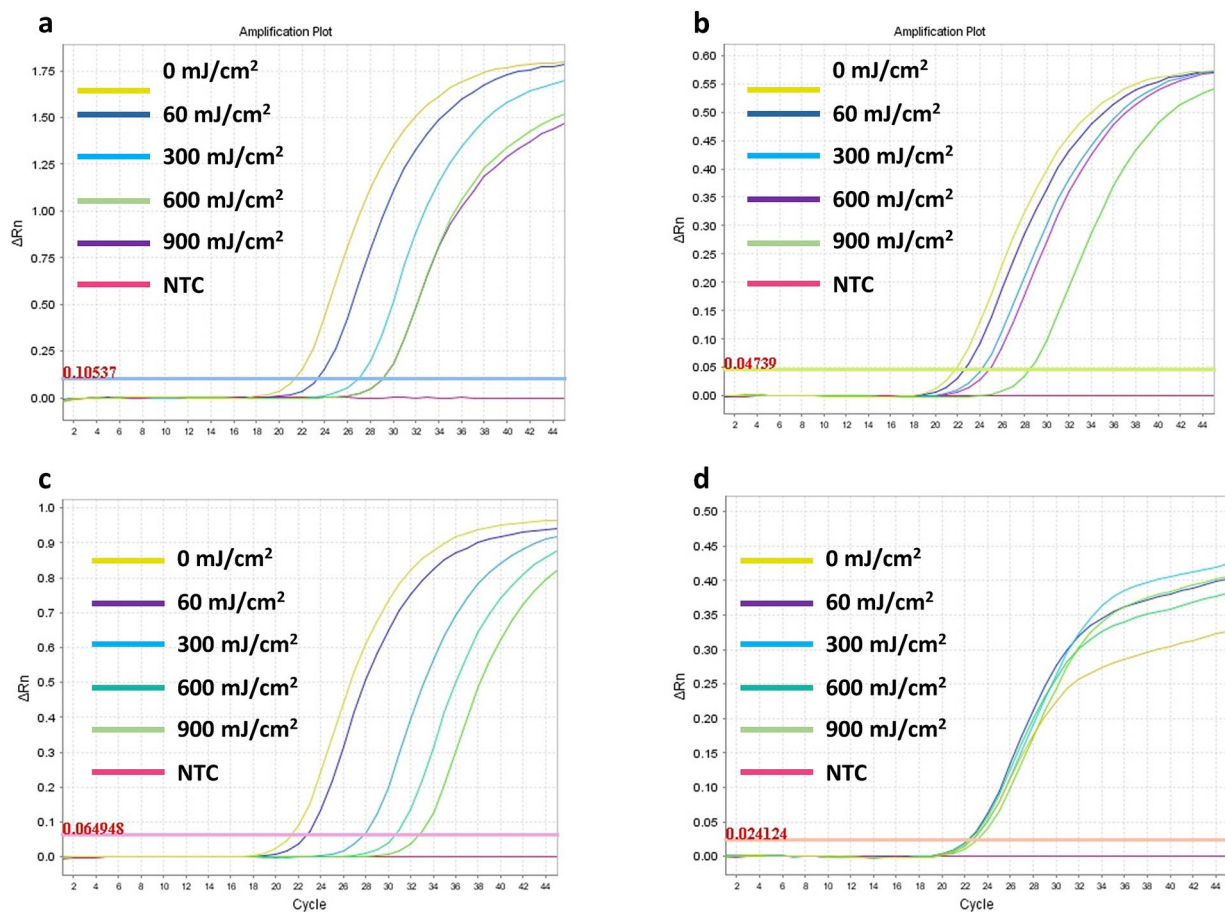 a
Amplification Plot
1.75
1.50
1.25
1.00
0.75
0.50
0.25
0.00
ΔRn
0 mJ/cm²
60 mJ/cm²
300 mJ/cm²
600 mJ/cm²
900 mJ/cm²
NTC
0.10537
2 4 6 8 10 12 14 16 18 20 22 24 26 28 30 32 34 36 38 40 42 44
b
Amplification Plot
0.60
0.55
0.50
0.45
0.40
0.35
0.30
0.25
0.20
0.15
0.10
0.05
0.00
ΔRn
0 mJ/cm²
60 mJ/cm²
300 mJ/cm²
600 mJ/cm²
900 mJ/cm²
NTC
0.04739
2 4 6 8 10 12 14 16 18 20 22 24 26 28 30 32 34 36 38 40 42 44
c
1.0
0.9
0.8
0.7
0.6
0.5
0.4
0.3
0.2
0.1
0.0
ΔRn
0 mJ/cm²
60 mJ/cm²
300 mJ/cm²
600 mJ/cm²
900 mJ/cm²
NTC
0.064948
2 4 6 8 10 12 14 16 18 20 22 24 26 28 30 32 34 36 38 40 42 44
Cycle
d
0.50
0.45
0.40
0.35
0.30
0.25
0.20
0.15
0.10
0.05
0.00
ΔRn
0 mJ/cm²
60 mJ/cm²
300 mJ/cm²
600 mJ/cm²
900 mJ/cm²
NTC
0.024124
2 4 6 8 10 12 14 16 18 20 22 24 26 28 30 32 34 36 38 40 42 44
Cycle